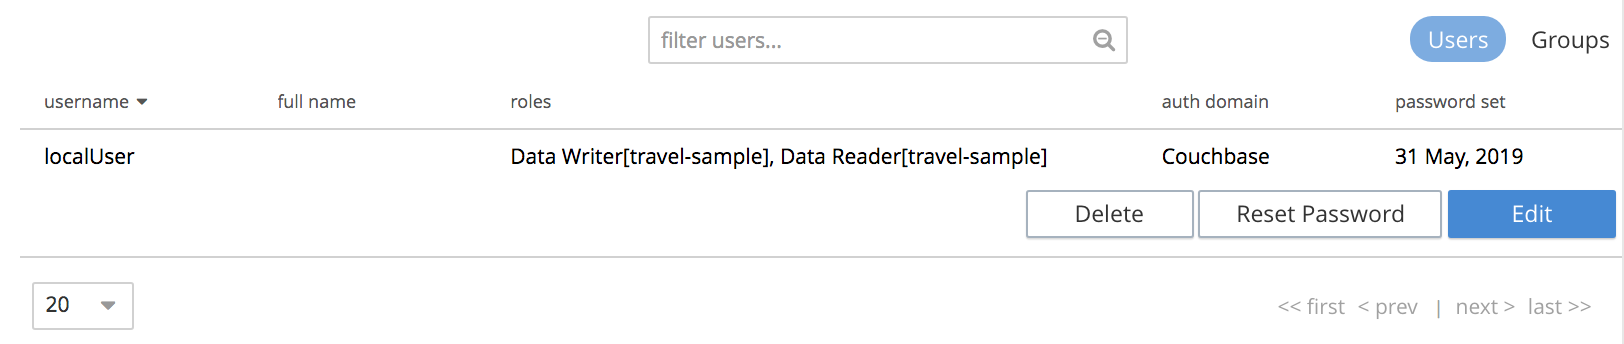 filter users... Users Groups
username full name roles auth domain password set
localUser Data Writer[travel-sample], Data Reader[travel-sample] Couchbase 31 May, 2019
Delete Reset Password Edit
20 << first < prev | next > last >>